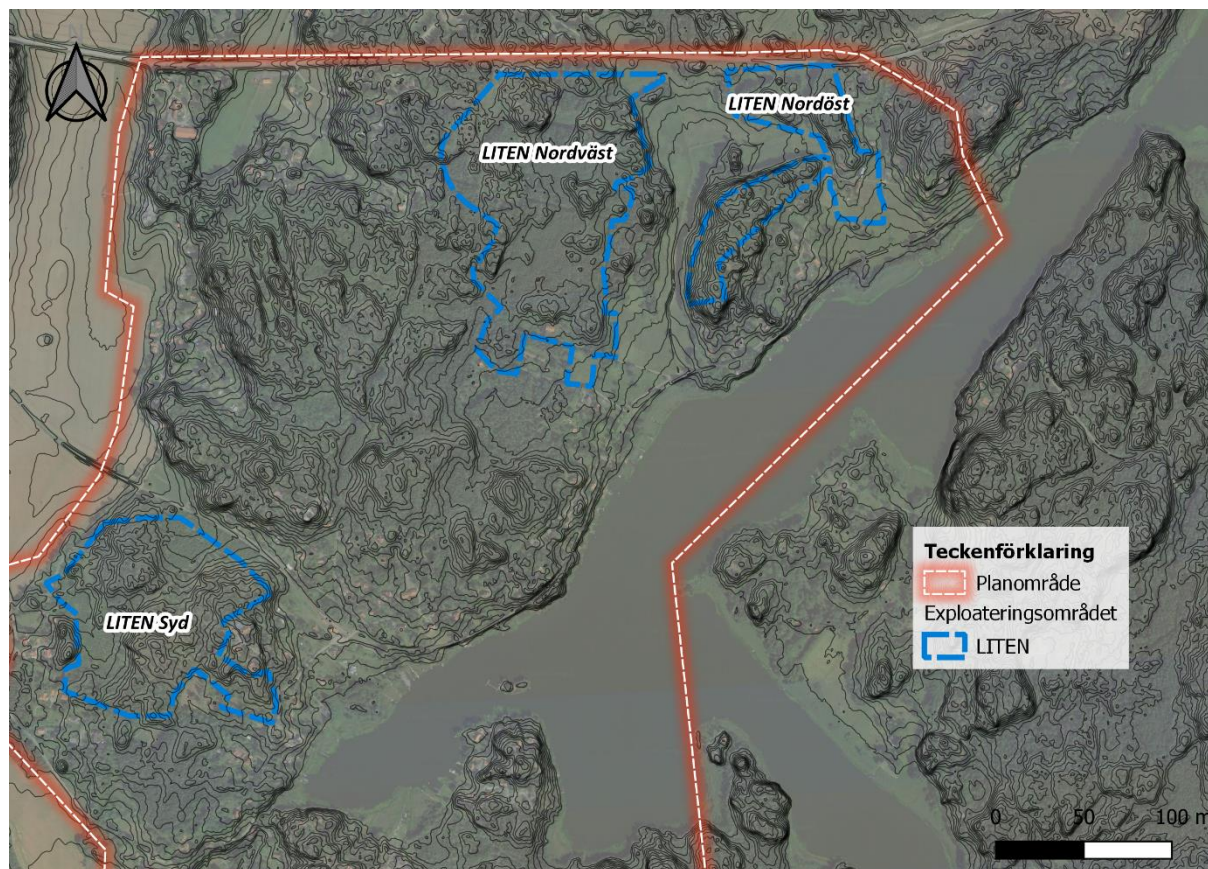 LITEN Nordväst
LITEN Nordöst
LITEN Syd
Teckenförklaring
Planområde
Exploateringsområdet
LITEN
0 50 100 m